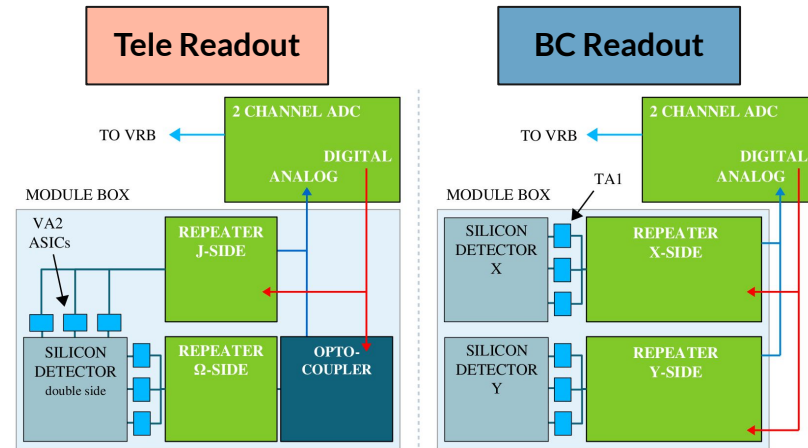 Tele Readout
2 CHANNEL ADC
TO VRB
DIGITAL
ANALOG
MODULE BOX
VA2
ASICs
REPEATER
J-SIDE
SILICON
DETECTOR
double side
REPEATER
Ω-SIDE
OPTO-
COUPLER
BC Readout
2 CHANNEL ADC
TO VRB
DIGITAL
ANALOG
TA1
MODULE BOX
SILICON
DETECTOR
X
REPEATER
X-SIDE
SILICON
DETECTOR
Y
REPEATER
Y-SIDE